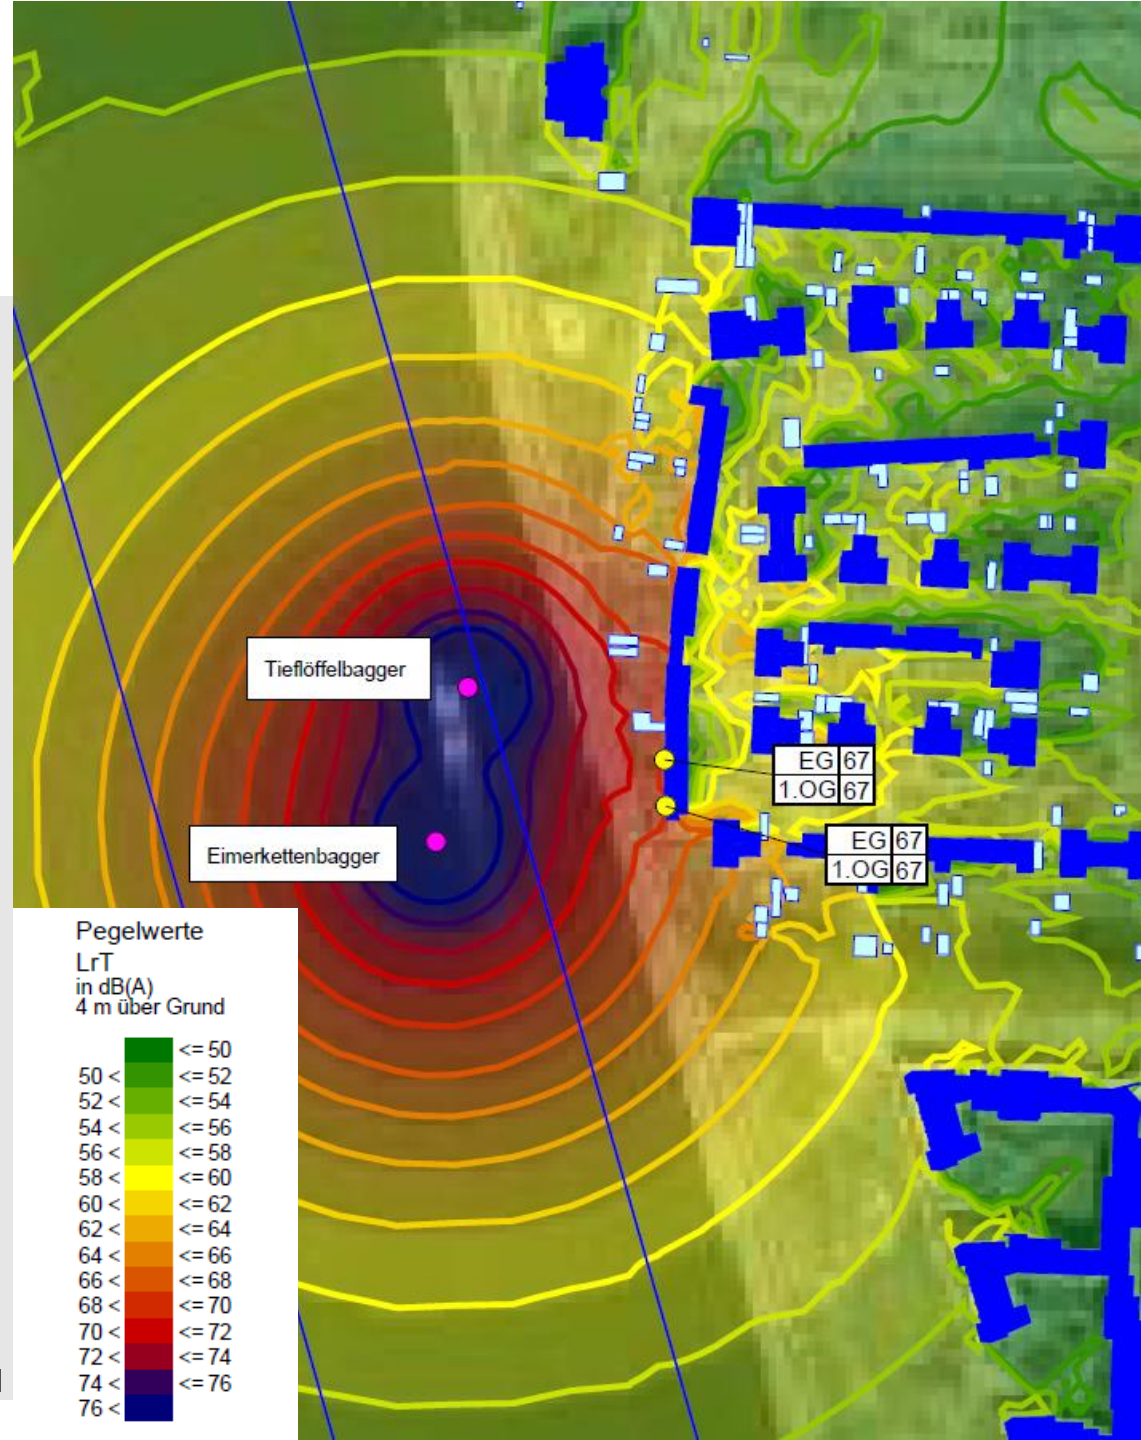 Tieflöffelbagger
EG 67
1.OG 67
Eimerkettenbagger
EG 67
1.OG 67
Pegelwerte
LrT
in dB(A)
4 m über Grund
<= 50
50 < <= 52
52 < <= 54
54 < <= 56
56 < <= 58
58 < <= 60
60 < <= 62
62 < <= 64
64 < <= 66
66 < <= 68
68 < <= 70
70 < <= 72
72 < <= 74
74 < <= 76
76 <